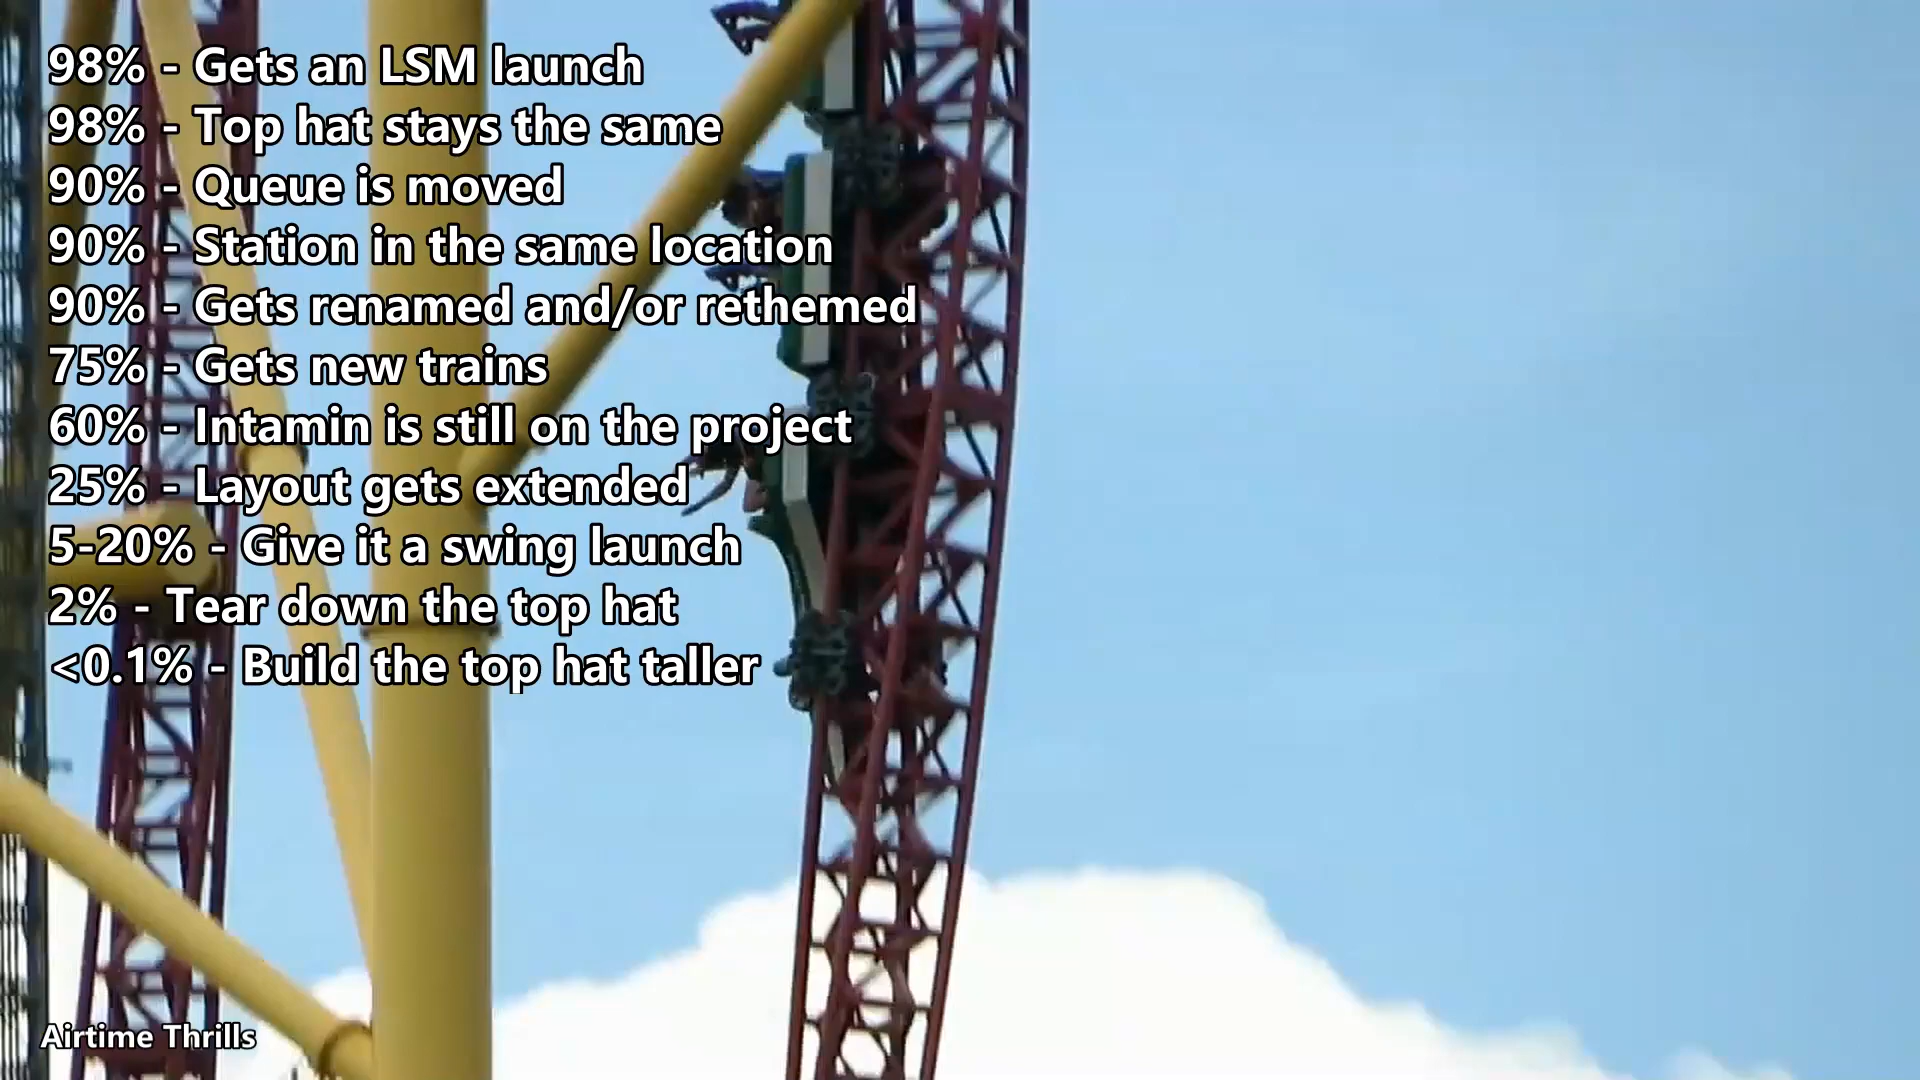 98% - Gets an LSM launch
98% - Top hat stays the same
90% - Queue is moved
90% - Station in the same location
90% - Gets renamed and/or rethemed
75% - Gets new trains
60% - Intamin is still on the project
25% - Layout gets extended
5-20% - Give it a swing launch
2% - Tear down the top hat
<0.1% - Build the top hat taller
Airtime Thrills